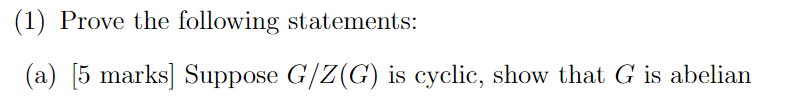 (1) Prove the following statements:
(a) [5 marks] Suppose G/Z(G) is cyclic, show that G is abelian